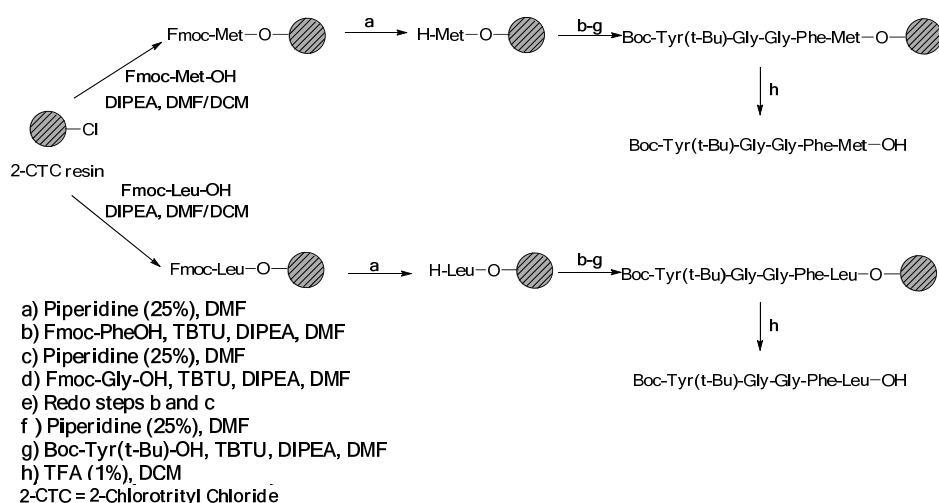 Fmoc-Met-O
a
H-Met-O
b-g
Boc-Tyr(t-Bu)-Gly-Gly-Phe-Met-O
Fmoc-Met-OH
DIPEA, DMF/DCM
h
Cl
Boc-Tyr(t-Bu)-Gly-Gly-Phe-Met-OH
2-CTC resin
Fmoc-Leu-OH
DIPEA, DMF/DCM
Fmoc-Leu-O
a
H-Leu-O
b-g
Boc-Tyr(t-Bu)-Gly-Gly-Phe-Leu-O
h
Boc-Tyr(t-Bu)-Gly-Gly-Phe-Leu-OH
a) Piperidine (25%), DMF
b) Fmoc-PheOH, TBTU, DIPEA, DMF
c) Piperidine (25%), DMF
d) Fmoc-Gly-OH, TBTU, DIPEA, DMF
e) Redo steps b and c
f ) Piperidine (25%), DMF
g) Boc-Tyr(t-Bu)-OH, TBTU, DIPEA, DMF
h) TFA (1%), DCM
2-CTC = 2-Chlorotrityl Chloride